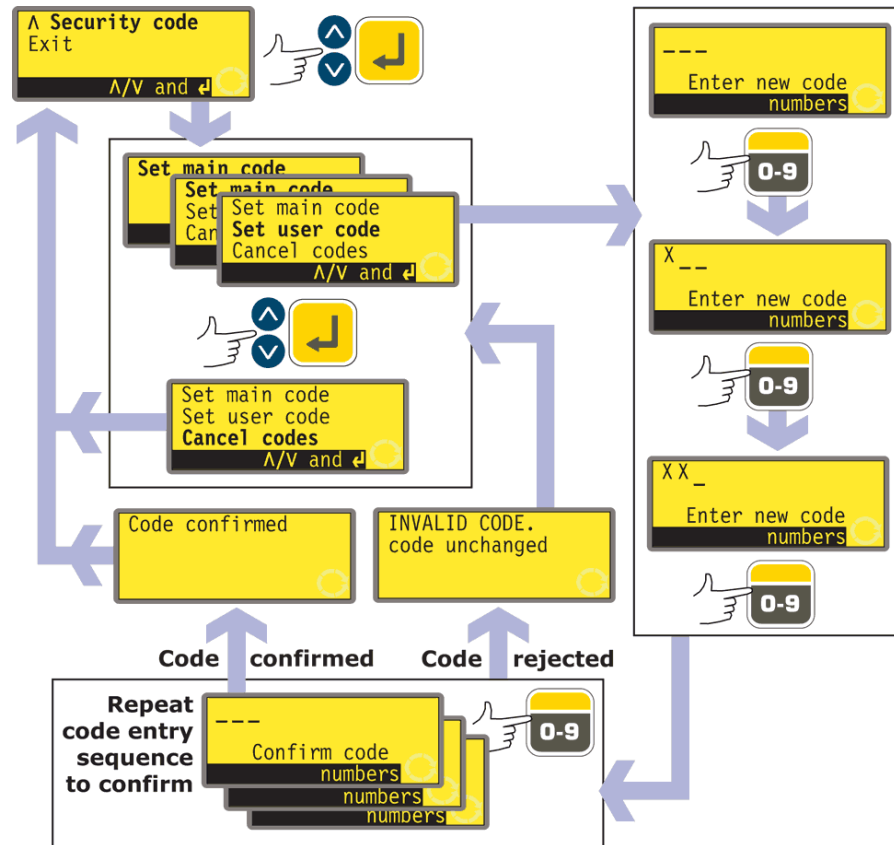 Λ Security code
Exit
Λ/V and ↲
Set main code
Set main code
Set
Can
Set main code
Set user code
Cancel codes
Λ/V and ↲
Set main code
Set user code
Cancel codes
Λ/V and ↲
_ _ _
Enter new code
numbers
0-9
X _ _
Enter new code
numbers
0-9
X X _
Enter new code
numbers
0-9
Code confirmed
INVALID CODE.
code unchanged
Code confirmed
Code rejected
Repeat
code entry
sequence
to confirm
_ _ _
Confirm code
numbers
numbers
numbers
0-9